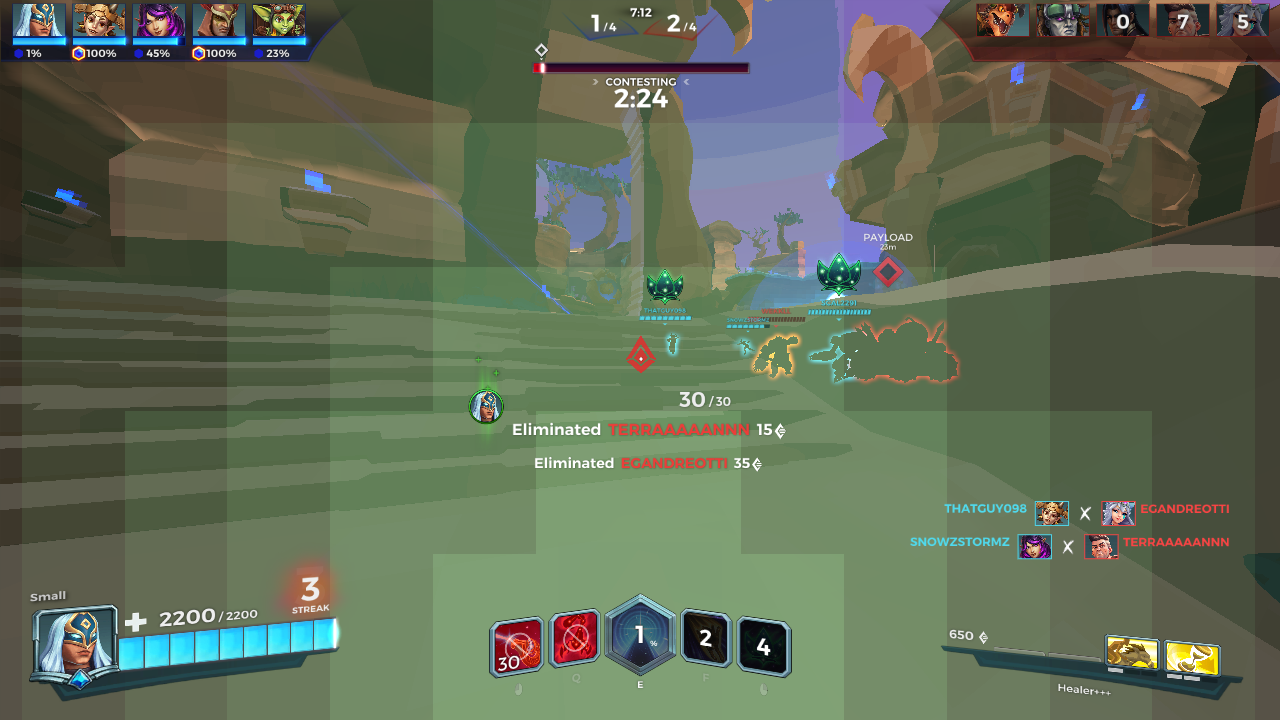 1% 100% 45% 100% 23%
7:12
1/4 2/4
0 7 5
CONTESTING
2:24
PAYLOAD
23m
THATGUY098
30/30
Eliminated TERRAAAAANNN 15
Eliminated EGANDREOTTI 35
THATGUY098 X EGANDREOTTI
SNOWZSTORMZ X TERRAAAAANNN
Small
2200/2200
3
STREAK
30
1%
2
4
Q E F
650
Healer+++